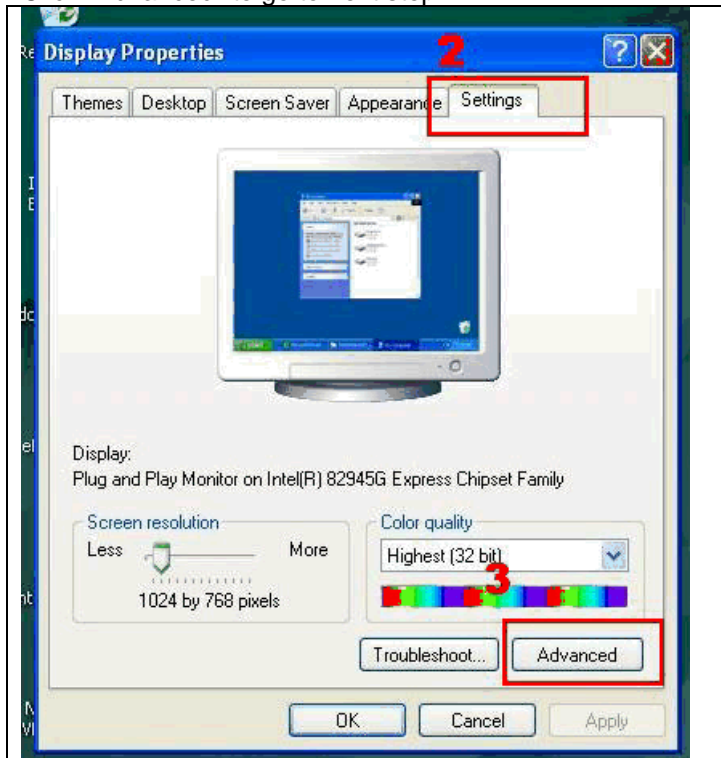 2
Display Properties
Themes Desktop Screen Saver Appearance Settings
Display:
Plug and Play Monitor on Intel(R) 82945G Express Chipset Family
Screen resolution
Less More
1024 by 768 pixels
Color quality
Highest (32 bit)
3
Troubleshoot... Advanced
OK Cancel Apply